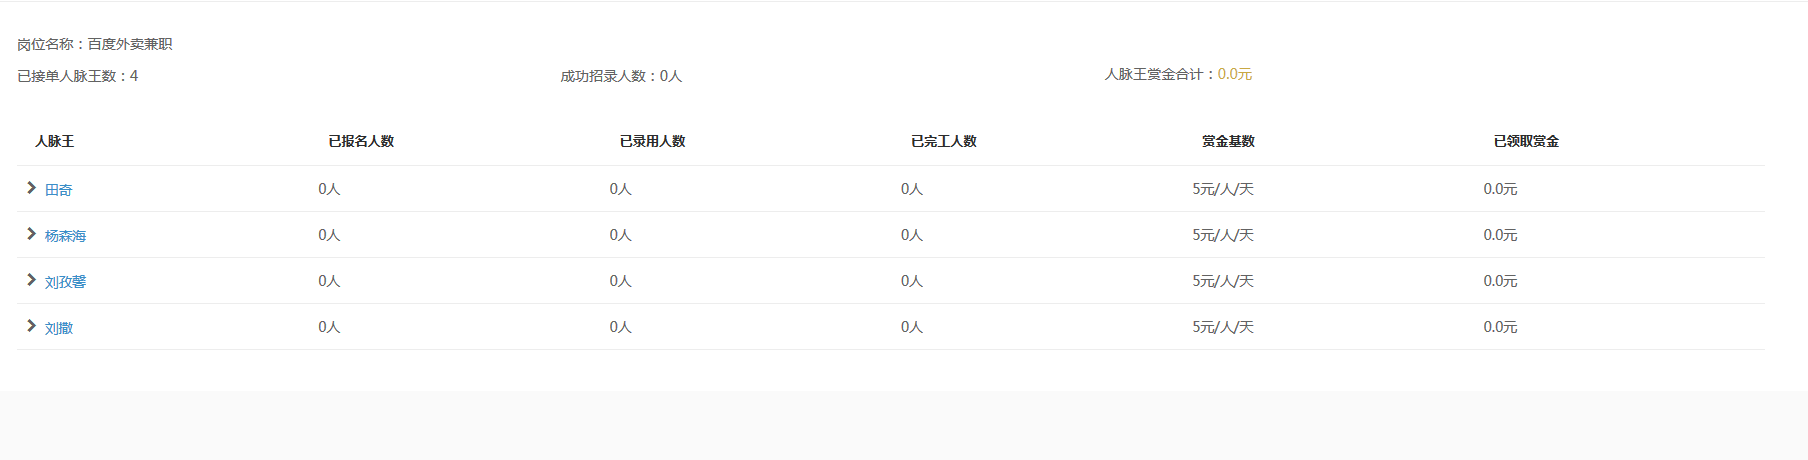 岗位名称：百度外卖兼职
已接单人脉王数：4 成功招录人数：0人 人脉王赏金合计：0.0元
人脉王 已报名人数 已录用人数 已完工人数 赏金基数 已领取赏金
田奇 0人 0人 0人 5元/人/天 0.0元
杨森海 0人 0人 0人 5元/人/天 0.0元
刘孜馨 0人 0人 0人 5元/人/天 0.0元
刘撒 0人 0人 0人 5元/人/天 0.0元